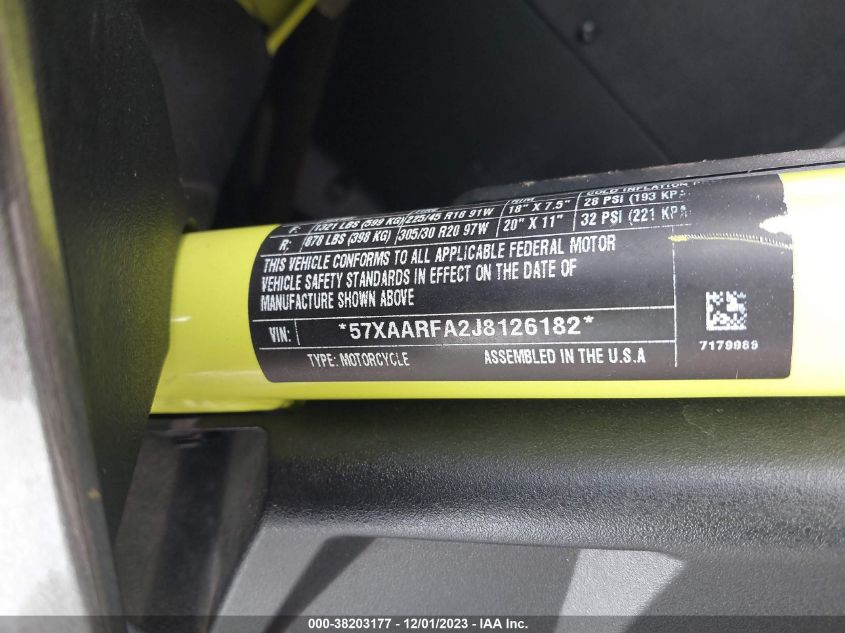 COLD INFLATION
F: 1321 LBS (599 KG) 225/45 R18 91W 18" X 7.5" 28 PSI (193 KPA
R: 878 LBS (398 KG) 305/30 R20 97W 20" X 11" 32 PSI (221 KPA
THIS VEHICLE CONFORMS TO ALL APPLICABLE FEDERAL MOTOR
VEHICLE SAFETY STANDARDS IN EFFECT ON THE DATE OF
MANUFACTURE SHOWN ABOVE
VIN: *57XAARFA2J8126182*
7179989
TYPE: MOTORCYCLE ASSEMBLED IN THE U.S.A
000-38203177 - 12/01/2023 - IAA Inc.